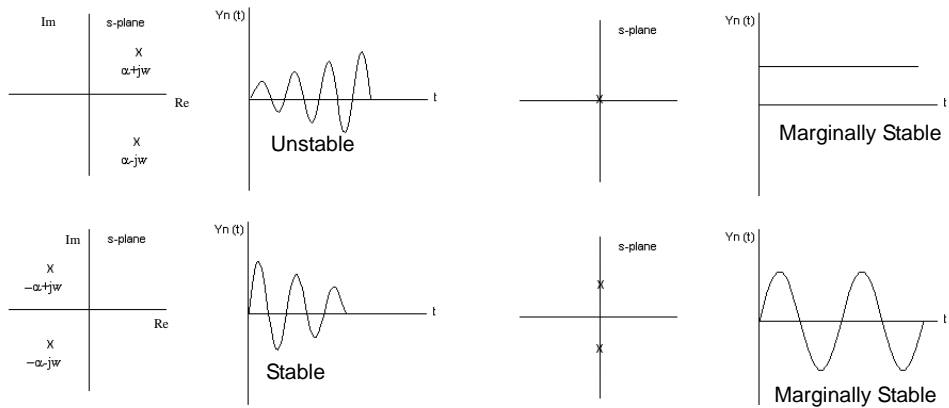 Im
s-plane
X
α+jw
Re
X
α-jw
Yn (t)
t
Unstable
s-plane
X
Yn (t)
t
Marginally Stable
Im
s-plane
X
−α+jw
Re
X
−α-jw
Yn (t)
t
Stable
s-plane
X
X
Yn (t)
t
Marginally Stable